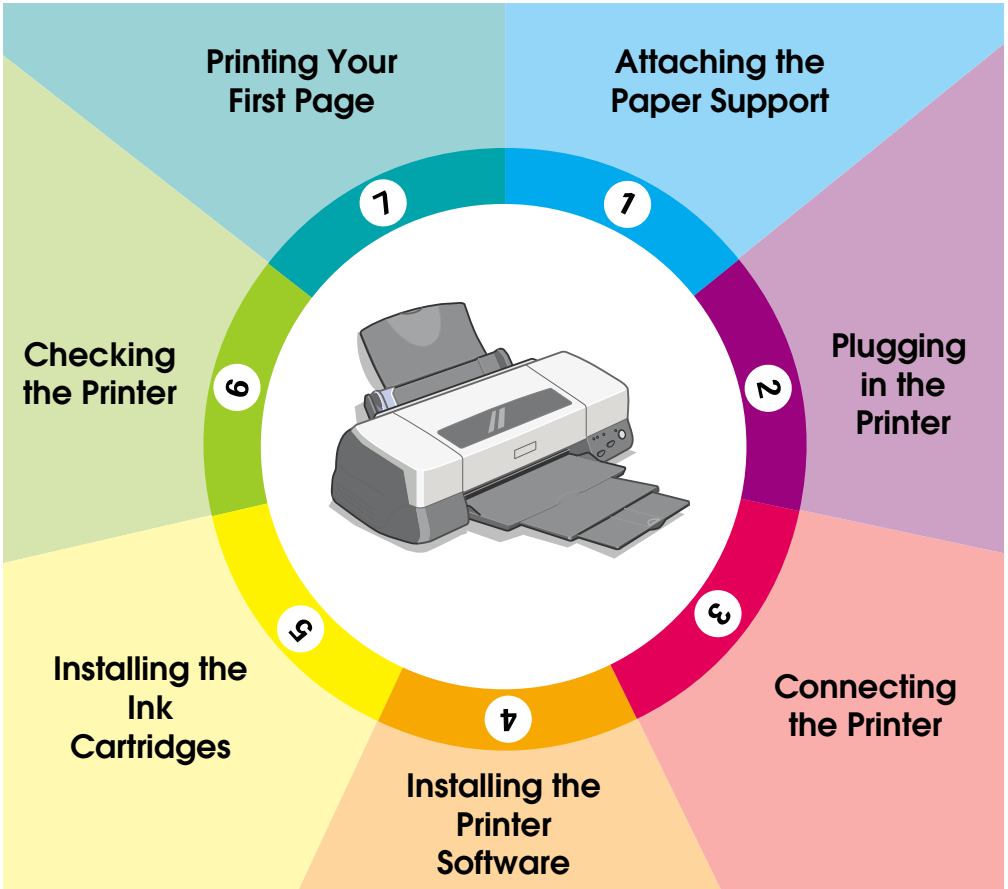 Attaching the
Paper Support
1
Plugging
in the
Printer
2
Connecting
the Printer
3
Installing the
Printer
Software
4
Installing the
Ink
Cartridges
5
Checking
the Printer
6
Printing Your
First Page
7